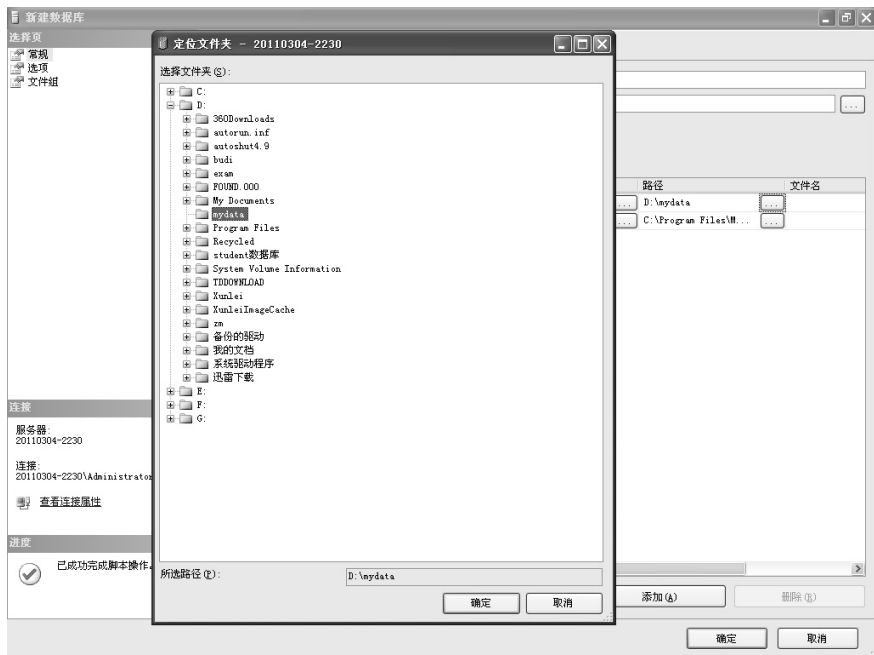 新建数据库
选择页
常规
选项
文件组
定位文件夹 - 20110304-2230
选择文件夹(S):
C:
D:
360Downloads
autorun.inf
autoshut4.9
budi
exam
FOUND.000
My Documents
mydata
Program Files
Recycled
student数据库
System Volume Information
TDDOWNLOAD
Xunlei
XunleiImageCache
zm
备份的驱动
我的文档
系统驱动程序
迅雷下载
E:
F:
G:
所选路径(P):
D:\mydata
确定
取消
...
路径
文件名
... D:\mydata ...
... C:\Program Files\M... ...
连接
服务器:
20110304-2230
连接:
20110304-2230\Administrator
查看连接属性
进度
已成功完成脚本操作。
添加(A)
删除(R)
确定
取消